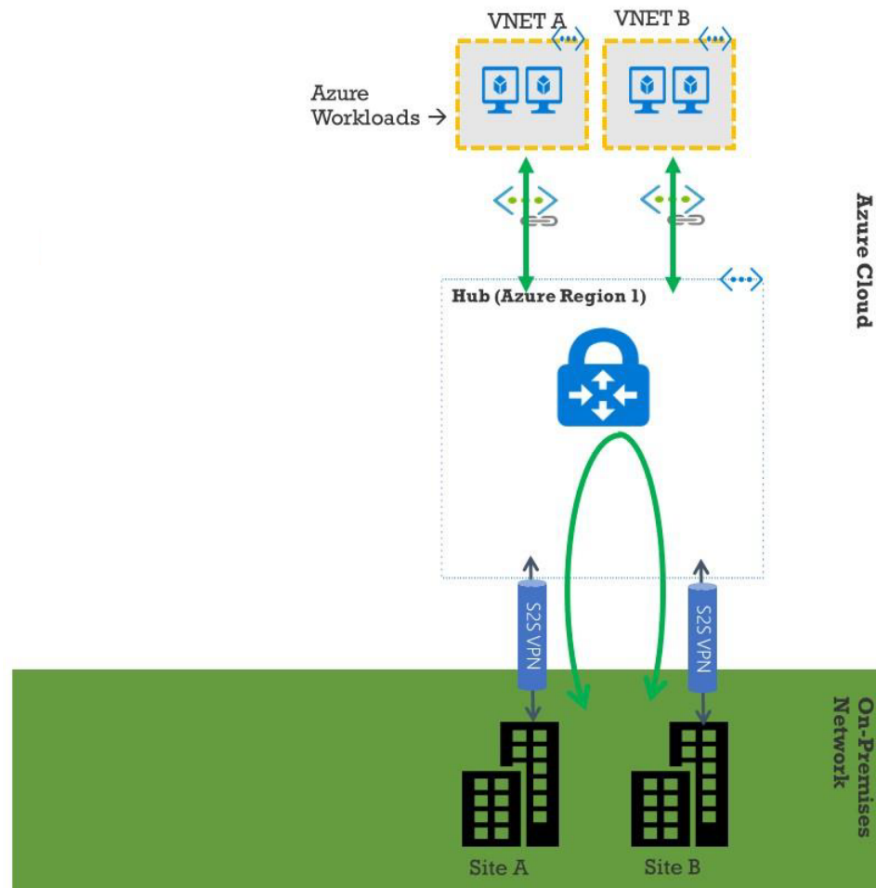 VNET A
VNET B
Azure
Workloads →
Hub (Azure Region 1)
Azure Cloud
S2S VPN
S2S VPN
On-Premises
Network
Site A
Site B